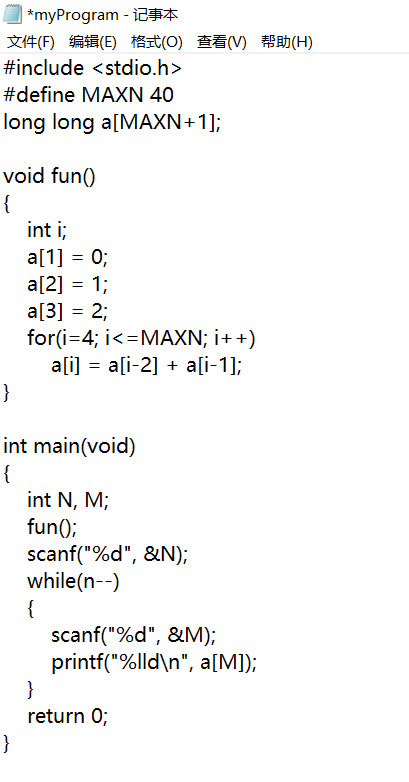 *myProgram - 记事本
文件(F) 编辑(E) 格式(O) 查看(V) 帮助(H)
#include <stdio.h>
#define MAXN 40
long long a[MAXN+1];

void fun()
{
    int i;
    a[1] = 0;
    a[2] = 1;
    a[3] = 2;
    for(i=4; i<=MAXN; i++)
        a[i] = a[i-2] + a[i-1];
}

int main(void)
{
    int N, M;
    fun();
    scanf("%d", &N);
    while(n--)
    {
        scanf("%d", &M);
        printf("%lld\n", a[M]);
    }
    return 0;
}